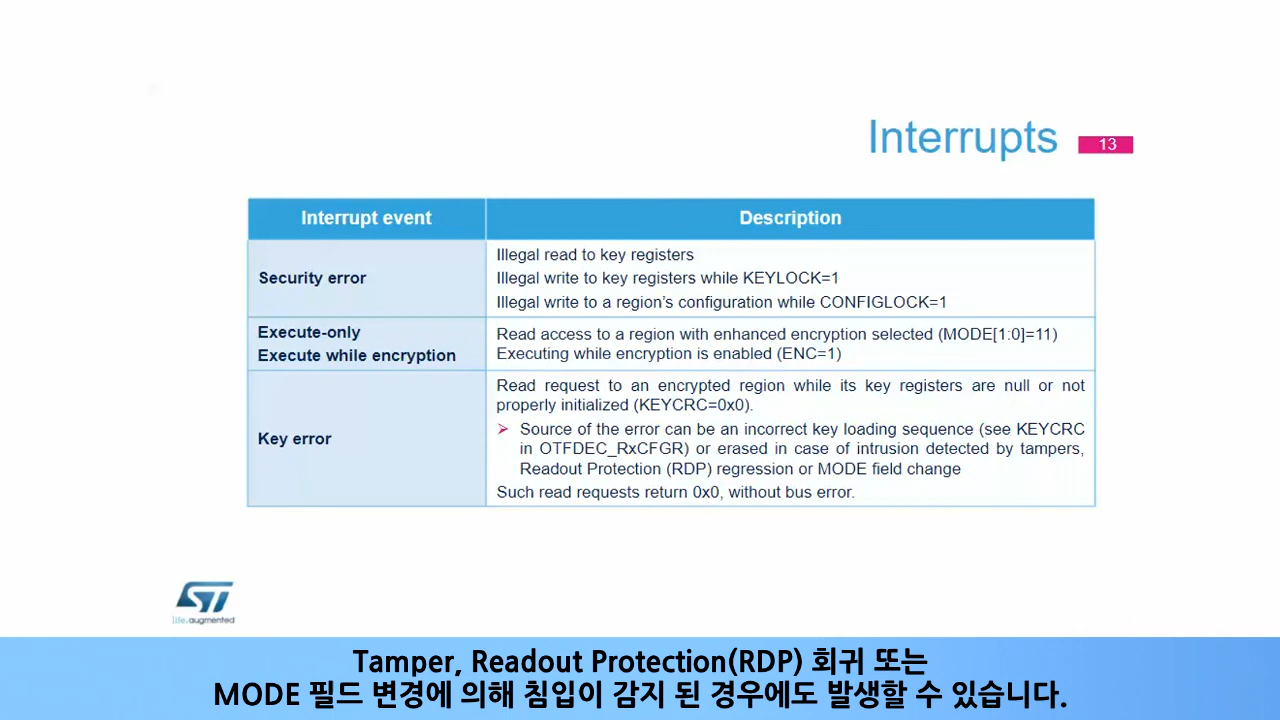 Interrupts
13
Interrupt event
Description
Security error
Illegal read to key registers
Illegal write to key registers while KEYLOCK=1
Illegal write to a region's configuration while CONFIGLOCK=1
Execute-only
Execute while encryption
Read access to a region with enhanced encryption selected (MODE[1:0]=11)
Executing while encryption is enabled (ENC=1)
Key error
Read request to an encrypted region while its key registers are null or not
properly initialized (KEYCRC=0x0).
➢ Source of the error can be an incorrect key loading sequence (see KEYCRC
in OTFDEC_RxCFGR) or erased in case of intrusion detected by tampers,
Readout Protection (RDP) regression or MODE field change
Such read requests return 0x0, without bus error.
ST
life.augmented
Tamper, Readout Protection(RDP) 회귀 또는
MODE 필드 변경에 의해 침입이 감지 된 경우에도 발생할 수 있습니다.